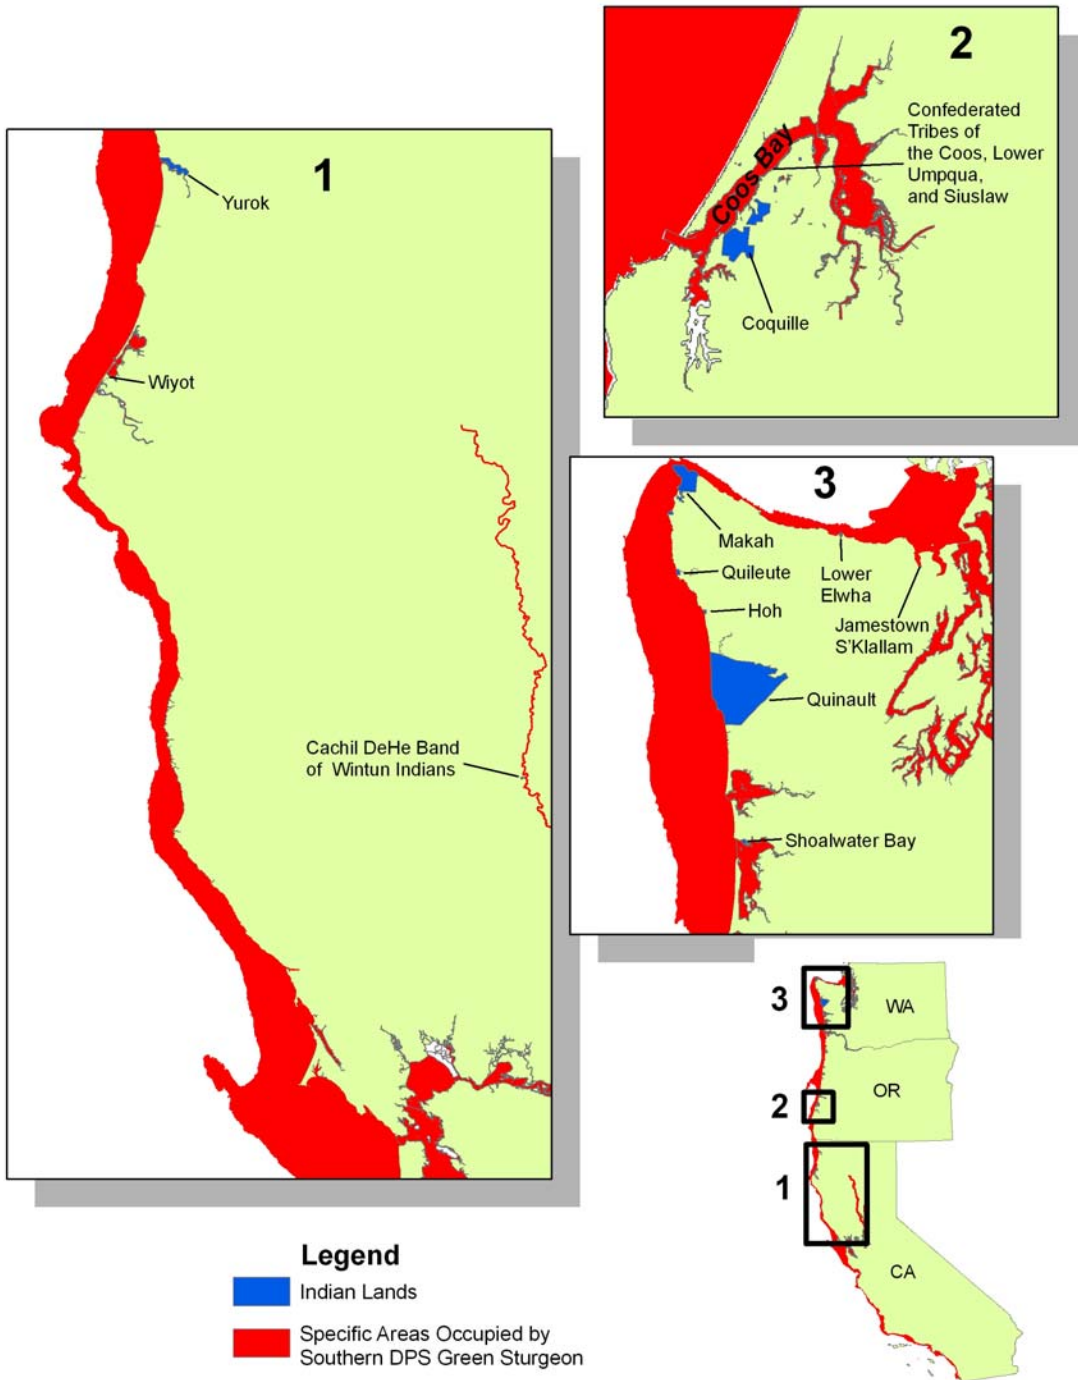 1
Yurok
Wiyot
Cachil DeHe Band
of Wintun Indians
2
Coos Bay
Confederated
Tribes of
the Coos, Lower
Umpqua,
and Siuslaw
Coquille
3
Makah
Quileute
Hoh
Lower
Elwha
Jamestown
S'Klallam
Quinault
Shoalwater Bay
3
WA
2
OR
1
CA
Legend
Indian Lands
Specific Areas Occupied by
Southern DPS Green Sturgeon